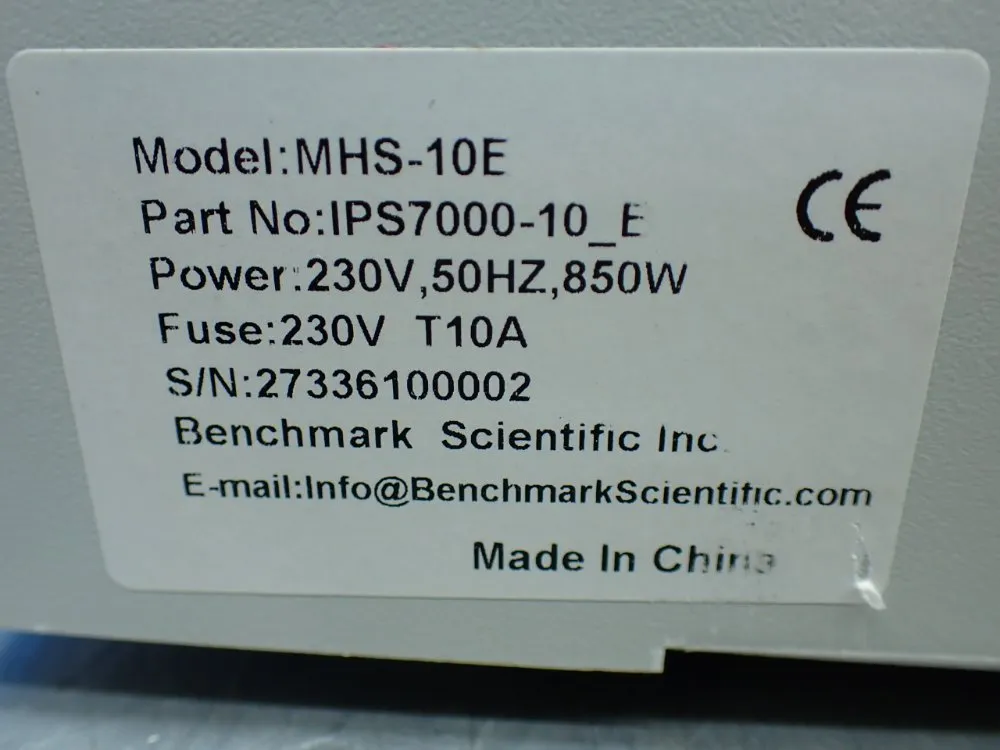 Model:MHS-10E
CE
Part No:IPS7000-10_E
Power:230V,50HZ,850W
Fuse:230V T10A
S/N:27336100002
Benchmark Scientific Inc.
E-mail:Info@BenchmarkScientific.com
Made In China